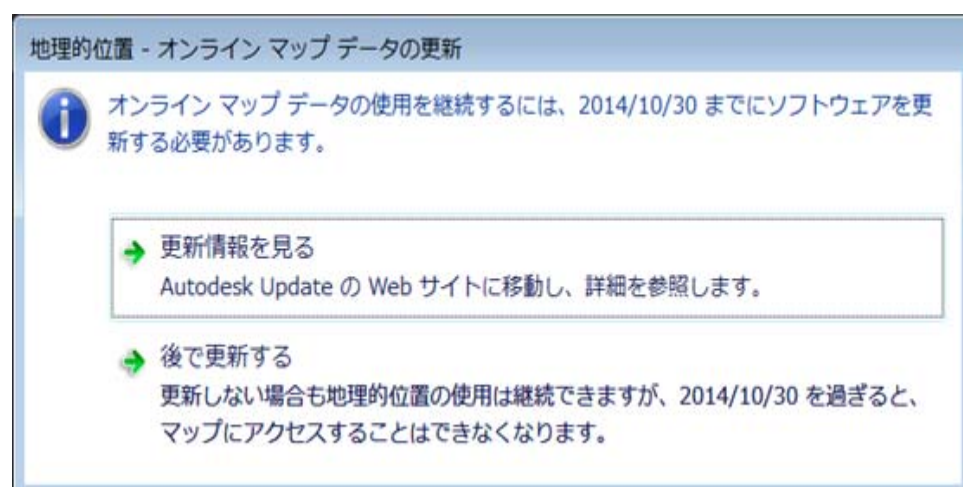 地理的位置 - オンライン マップ データの更新
オンライン マップ データの使用を継続するには、2014/10/30 までにソフトウェアを更
新する必要があります。
更新情報を見る
Autodesk Update の Web サイトに移動し、詳細を参照します。
後で更新する
更新しない場合も地理的位置の使用は継続できますが、2014/10/30 を過ぎると、
マップにアクセスすることはできなくなります。